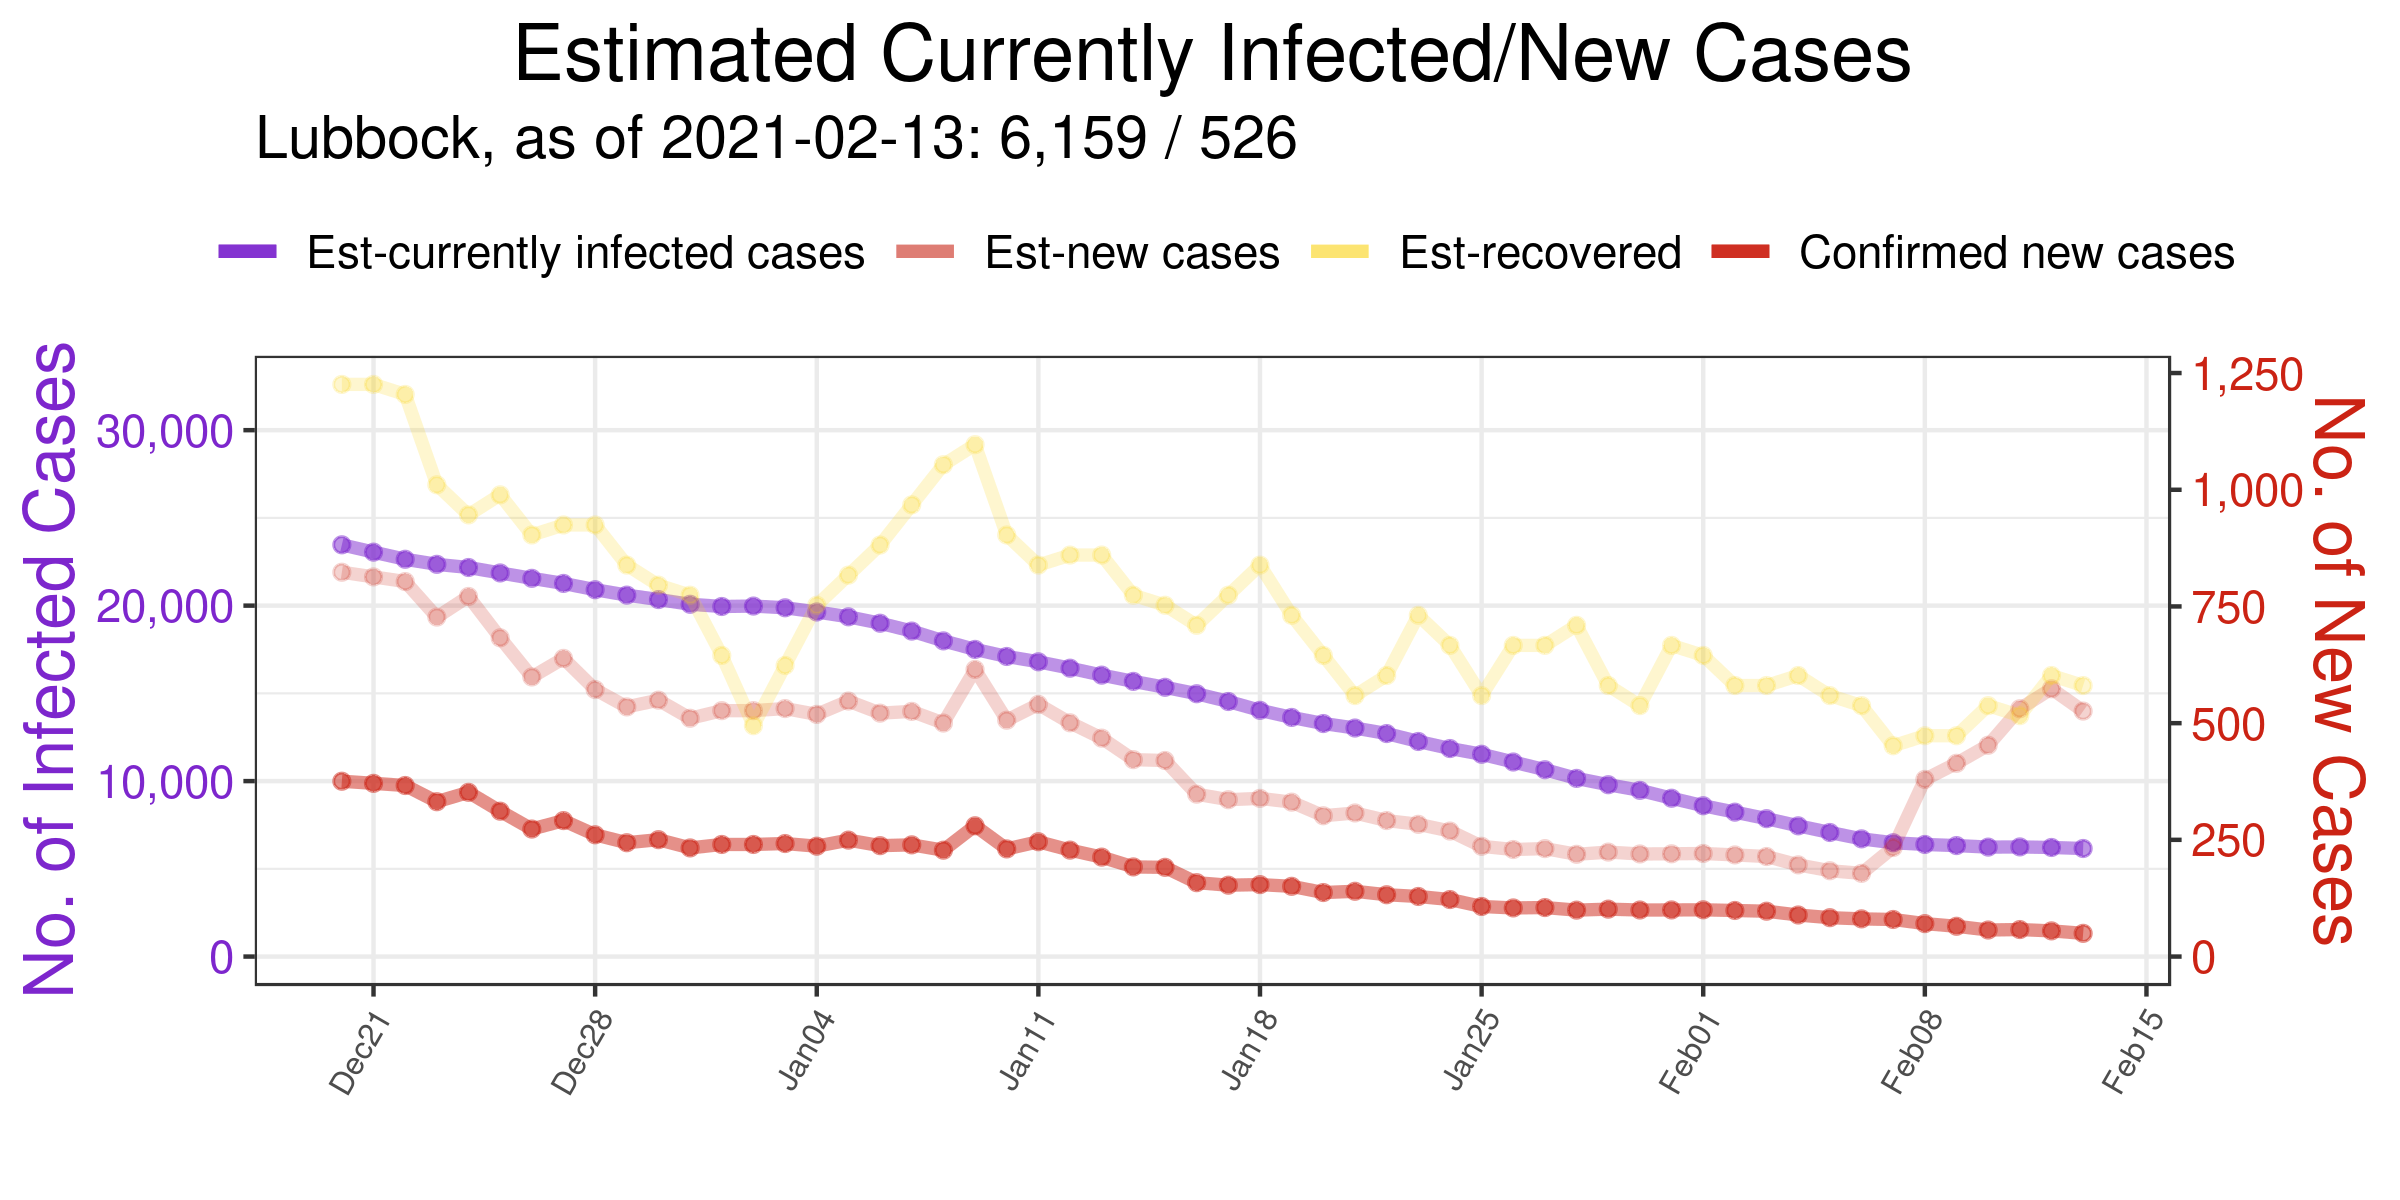 Estimated Currently Infected/New Cases
Lubbock, as of 2021-02-13: 6,159 / 526
Est-currently infected cases Est-new cases Est-recovered Confirmed new cases
No. of Infected Cases
30,000
20,000
10,000
0
1,250
1,000
750
500
250
0
No. of New Cases
Dec21 Dec28 Jan04 Jan11 Jan18 Jan25 Feb01 Feb08 Feb15